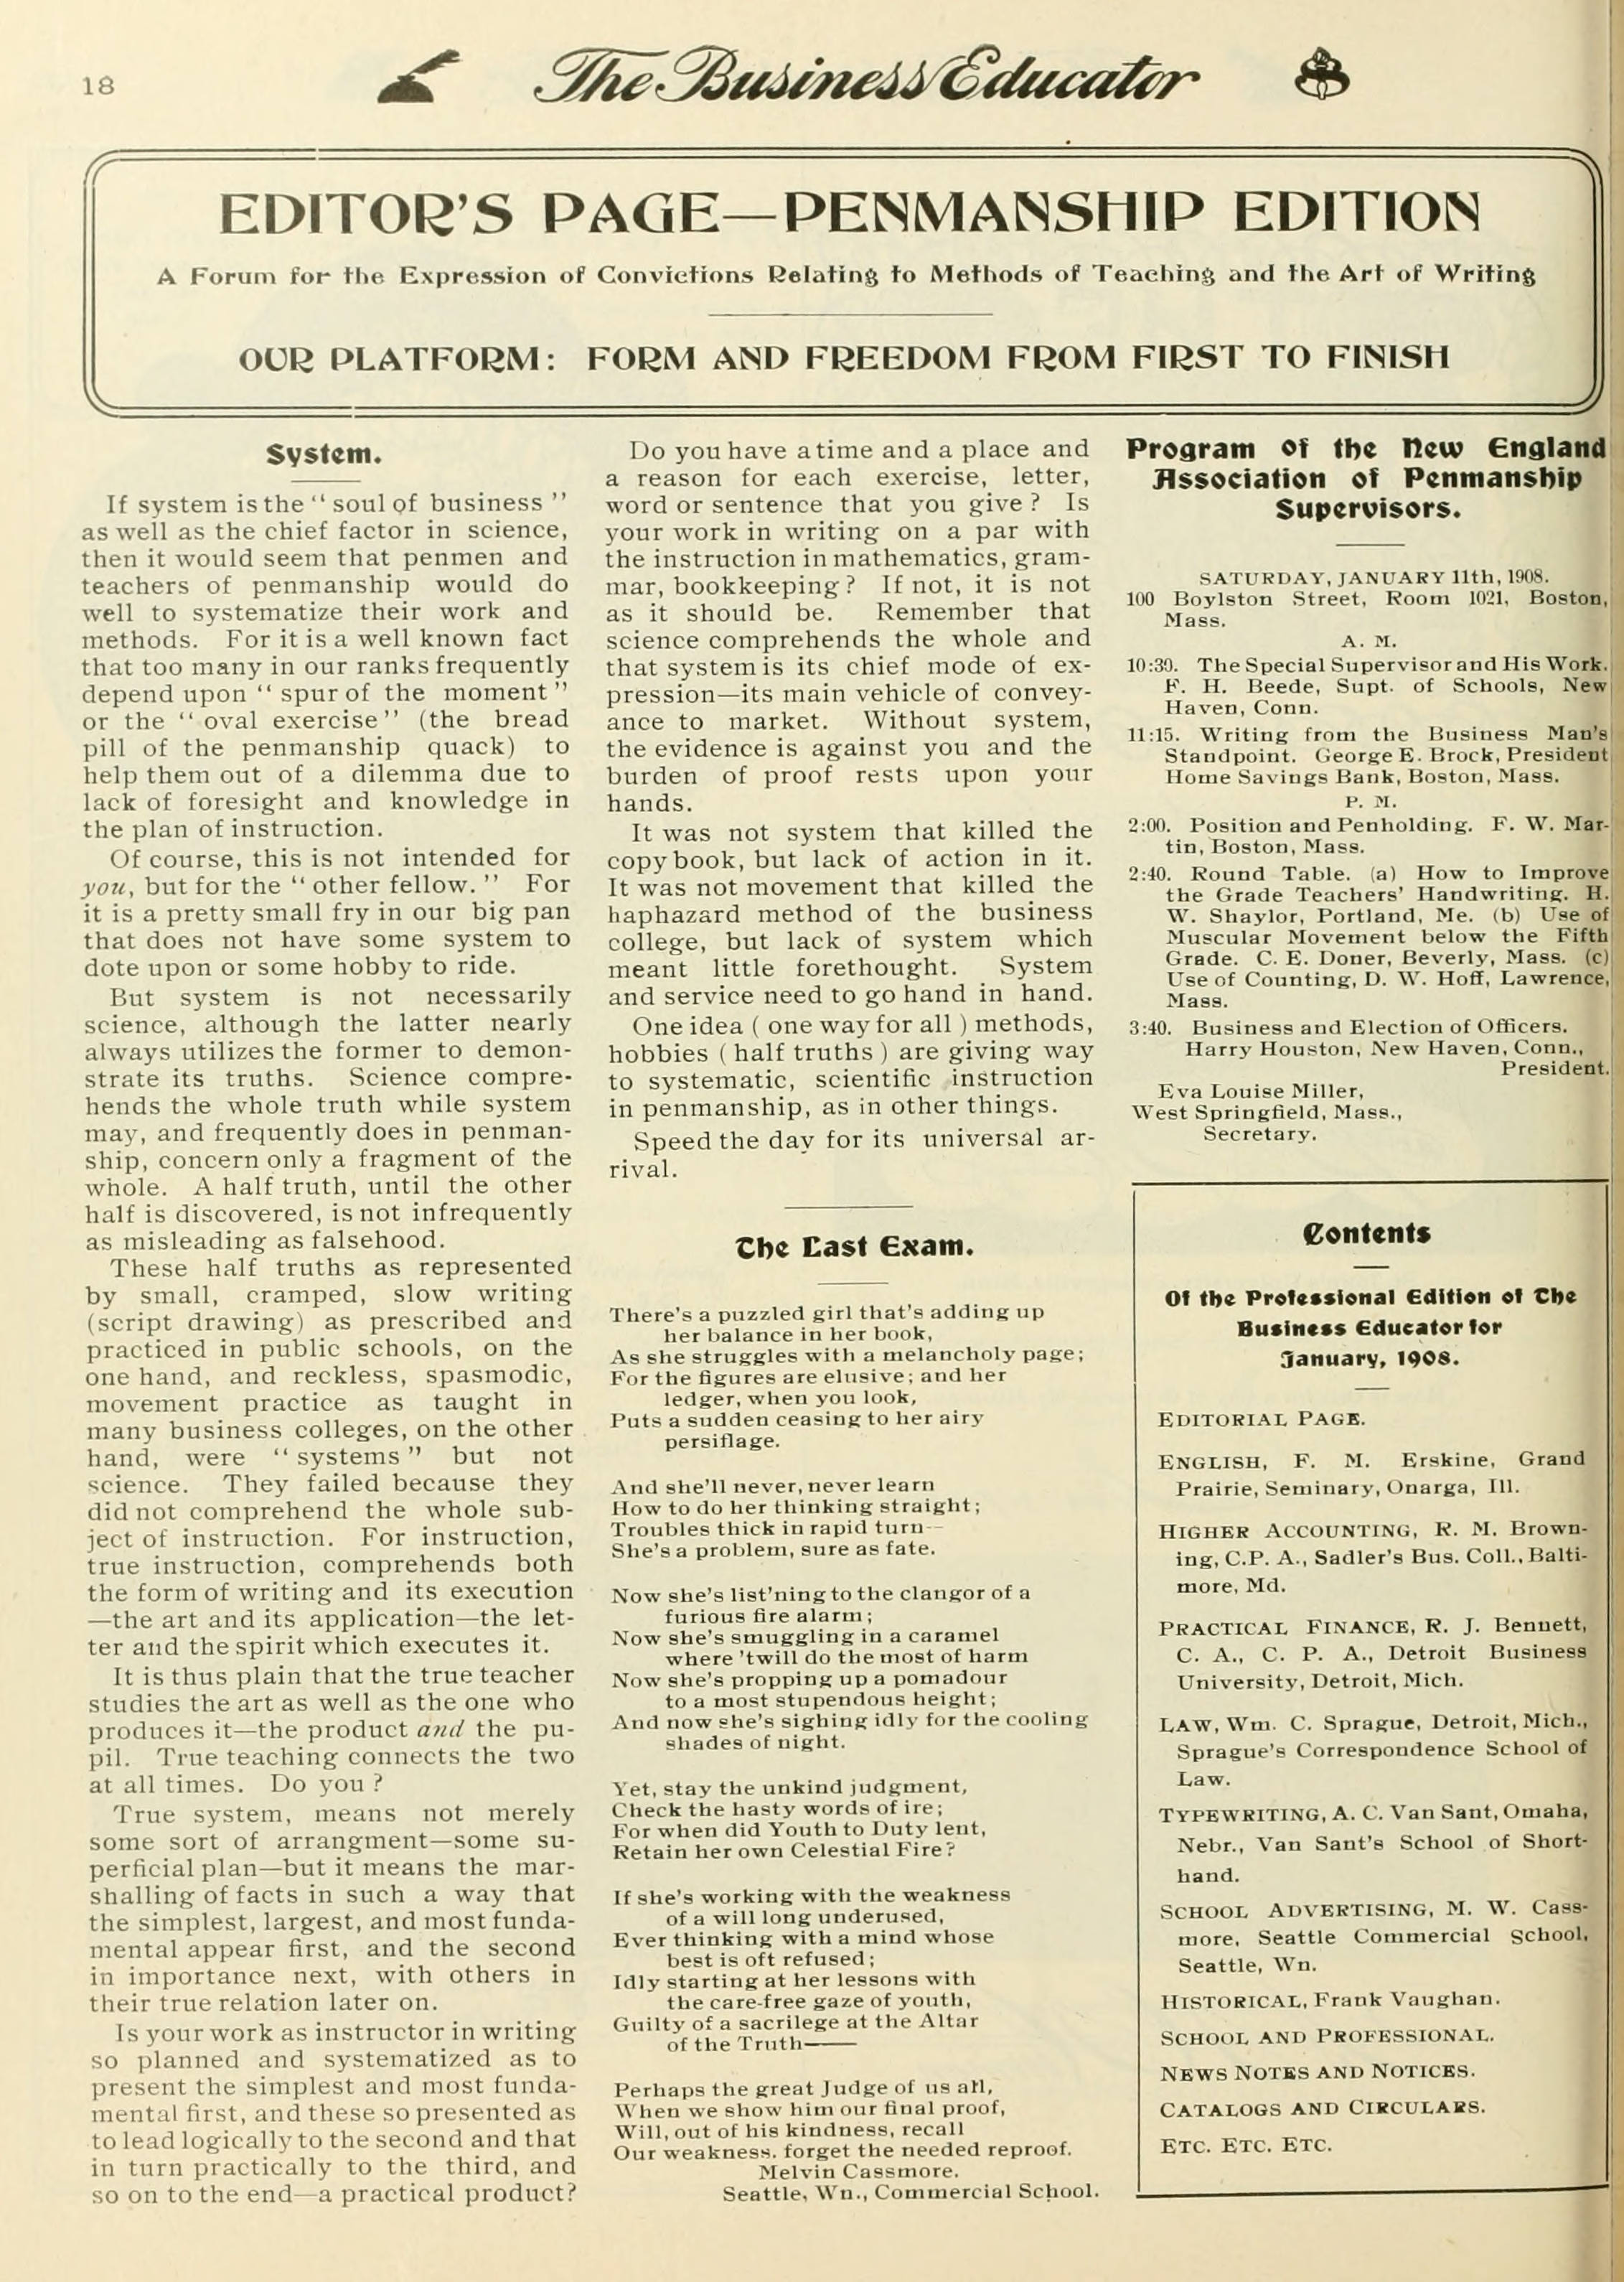 18
The Business Educator
EDITOR'S PAGE—PENMANSHIP EDITION
A Forum for the Expression of Convictions Relating to Methods of Teaching and the Art of Writing
OUR PLATFORM: FORM AND FREEDOM FROM FIRST TO FINISH
System.
If system is the "soul of business"
as well as the chief factor in science,
then it would seem that penmen and
teachers of penmanship would do
well to systematize their work and
methods. For it is a well known fact
that too many in our ranks frequently
depend upon "spur of the moment"
or the "oval exercise" (the bread
pill of the penmanship quack) to
help them out of a dilemma due to
lack of foresight and knowledge in
the plan of instruction.
Of course, this is not intended for
you, but for the "other fellow." For
it is a pretty small fry in our big pan
that does not have some system to
dote upon or some hobby to ride.
But system is not necessarily
science, although the latter nearly
always utilizes the former to demon-
strate its truths. Science compre-
hends the whole truth while system
may, and frequently does in penman-
ship, concern only a fragment of the
whole. A half truth, until the other
half is discovered, is not infrequently
as misleading as falsehood.
These half truths as represented
by small, cramped, slow writing
(script drawing) as prescribed and
practiced in public schools, on the
one hand, and reckless, spasmodic,
movement practice as taught in
many business colleges, on the other
hand, were "systems" but not
science. They failed because they
did not comprehend the whole sub-
ject of instruction. For instruction,
true instruction, comprehends both
the form of writing and its execution
—the art and its application—the let-
ter and the spirit which executes it.
It is thus plain that the true teacher
studies the art as well as the one who
produces it—the product and the pu-
pil. True teaching connects the two
at all times. Do you?
True system, means not merely
some sort of arrangment—some su-
perficial plan—but it means the mar-
shalling of facts in such a way that
the simplest, largest, and most funda-
mental appear first, and the second
in importance next, with others in
their true relation later on.
Is your work as instructor in writing
so planned and systematized as to
present the simplest and most funda-
mental first, and these so presented as
to lead logically to the second and that
in turn practically to the third, and
so on to the end—a practical product?
Do you have a time and a place and
a reason for each exercise, letter,
word or sentence that you give? Is
your work in writing on a par with
the instruction in mathematics, gram-
mar, bookkeeping? If not, it is not
as it should be. Remember that
science comprehends the whole and
that system is its chief mode of ex-
pression—its main vehicle of convey-
ance to market. Without system,
the evidence is against you and the
burden of proof rests upon your
hands.
It was not system that killed the
copy book, but lack of action in it.
It was not movement that killed the
haphazard method of the business
college, but lack of system which
meant little forethought. System
and service need to go hand in hand.
One idea (one way for all) methods,
hobbies (half truths) are giving way
to systematic, scientific instruction
in penmanship, as in other things.
Speed the day for its universal ar-
rival.
The Last Exam.
There's a puzzled girl that's adding up
her balance in her book,
As she struggles with a melancholy page;
For the figures are elusive; and her
ledger, when you look,
Puts a sudden ceasing to her airy
persiflage.
And she'll never, never learn
How to do her thinking straight;
Troubles thick in rapid turn—
She's a problem, sure as fate.
Now she's list'ning to the clangor of a
furious fire alarm;
Now she's smuggling in a caramel
where 'twill do the most of harm
Now she's propping up a pomadour
to a most stupendous height;
And now she's sighing idly for the cooling
shades of night.
Yet, stay the unkind judgment,
Check the hasty words of ire;
For when did Youth to Duty lent,
Retain her own Celestial Fire?
If she's working with the weakness
of a will long underused,
Ever thinking with a mind whose
best is oft refused;
Idly starting at her lessons with
the care-free gaze of youth,
Guilty of a sacrilege at the Altar
of the Truth——
Perhaps the great Judge of us all,
When we show him our final proof,
Will, out of his kindness, recall
Our weakness. forget the needed reproof.
Melvin Cassmore.
Seattle, Wn., Commercial School.
Program of the New England
Association of Penmanship
Supervisors.
SATURDAY, JANUARY 11th, 1908.
100 Boylston Street, Room 1021, Boston,
Mass.
A. M.
10:30. The Special Supervisor and His Work.
F. H. Beede, Supt. of Schools, New
Haven, Conn.
11:15. Writing from the Business Man's
Standpoint. George E. Brock, President
Home Savings Bank, Boston, Mass.
P. M.
2:00. Position and Penholding. F. W. Mar-
tin, Boston, Mass.
2:40. Round Table. (a) How to Improve
the Grade Teachers' Handwriting. H.
W. Shaylor, Portland, Me. (b) Use of
Muscular Movement below the Fifth
Grade. C. E. Doner, Beverly, Mass. (c)
Use of Counting, D. W. Hoff, Lawrence,
Mass.
3:40. Business and Election of Officers.
Harry Houston, New Haven, Conn.,
President.
Eva Louise Miller,
West Springfield, Mass.,
Secretary.
Contents
Of the Professional Edition of The
Business Educator for
January, 1908.
EDITORIAL PAGE.
ENGLISH, F. M. Erskine, Grand
Prairie, Seminary, Onarga, Ill.
HIGHER ACCOUNTING, R. M. Brown-
ing, C.P. A., Sadler's Bus. Coll., Balti-
more, Md.
PRACTICAL FINANCE, R. J. Bennett,
C. A., C. P. A., Detroit Business
University, Detroit, Mich.
LAW, Wm. C. Sprague, Detroit, Mich.,
Sprague's Correspondence School of
Law.
TYPEWRITING, A. C. Van Sant, Omaha,
Nebr., Van Sant's School of Short-
hand.
SCHOOL ADVERTISING, M. W. Cass-
more, Seattle Commercial School,
Seattle, Wn.
HISTORICAL, Frank Vaughan.
SCHOOL AND PROFESSIONAL.
NEWS NOTES AND NOTICES.
CATALOGS AND CIRCULARS.
ETC. ETC. ETC.